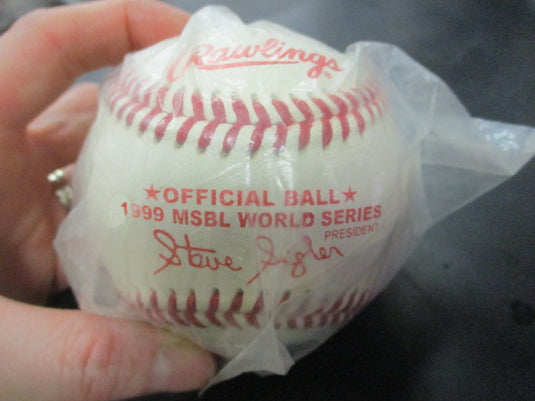 Rawlings
★OFFICIAL BALL★
1999 MSBL WORLD SERIES
PRESIDENT
Steve Sigler